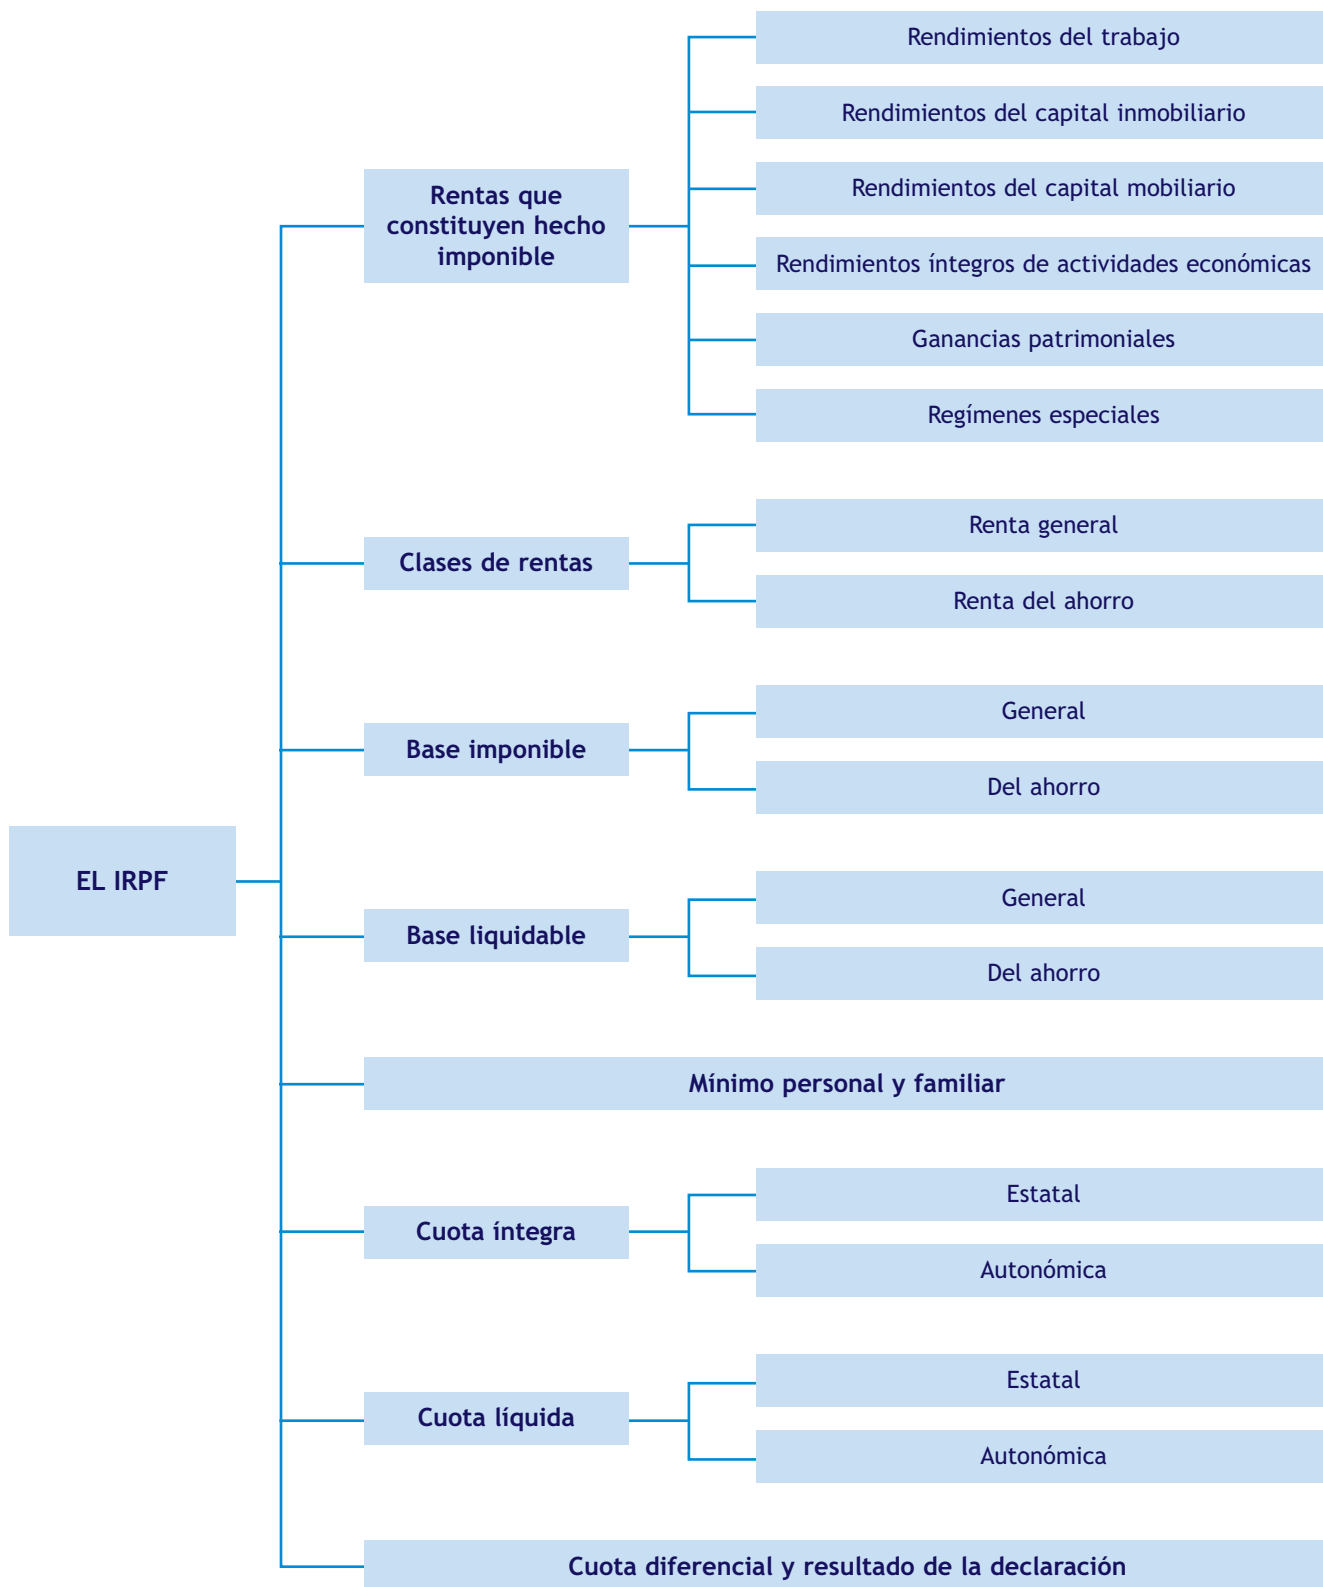 Rendimientos del trabajo
Rendimientos del capital inmobiliario
Rentas que
constituyen hecho
imponible
Rendimientos del capital mobiliario
Rendimientos íntegros de actividades económicas
Ganancias patrimoniales
Regímenes especiales
Clases de rentas
Renta general
Renta del ahorro
Base imponible
General
Del ahorro
EL IRPF
Base liquidable
General
Del ahorro
Mínimo personal y familiar
Cuota íntegra
Estatal
Autonómica
Cuota líquida
Estatal
Autonómica
Cuota diferencial y resultado de la declaración